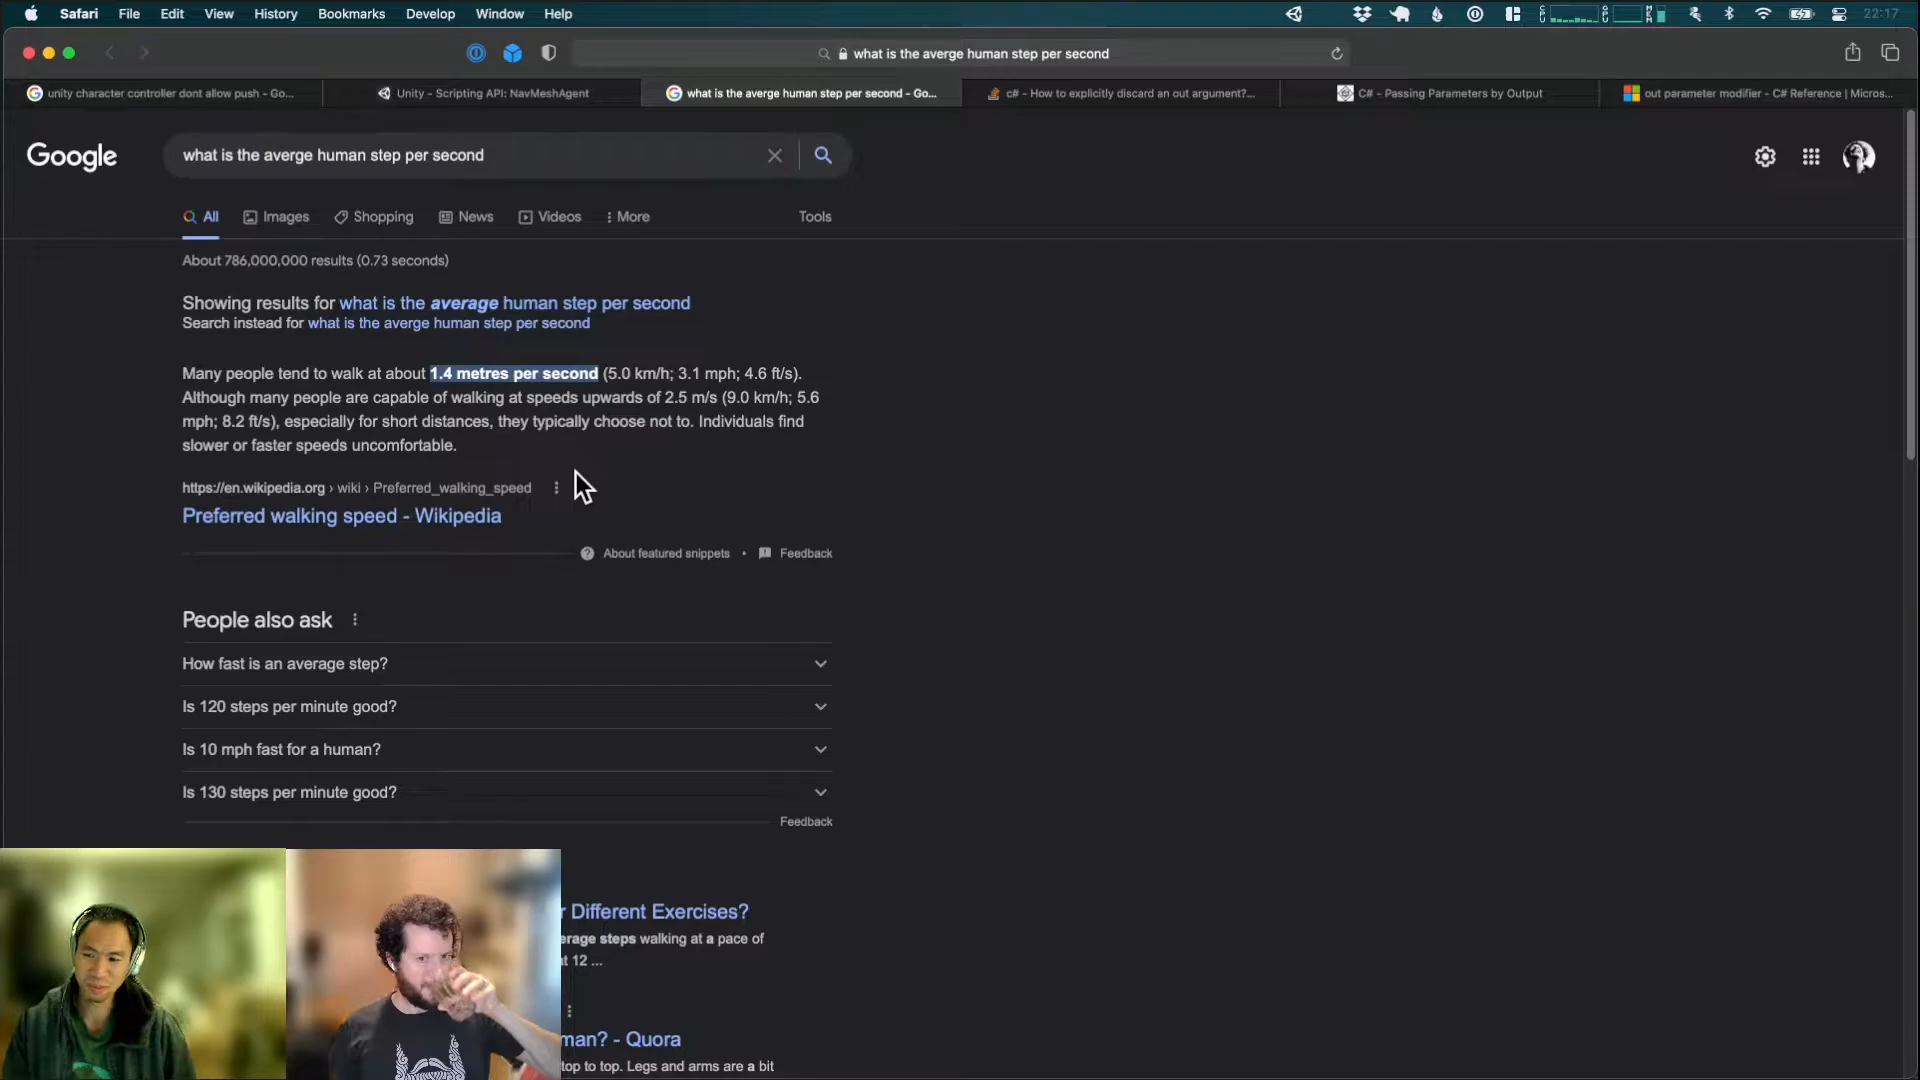 Safari File Edit View History Bookmarks Develop Window Help 22:17
what is the averge human step per second
unity character controller dont allow push - Go...
Unity - Scripting API: NavMeshAgent
what is the averge human step per second - Go...
c# - How to explicitly discard an out argument?...
C# - Passing Parameters by Output
out parameter modifier - C# Reference | Micros...
Google
what is the averge human step per second
All Images Shopping News Videos More Tools
About 786,000,000 results (0.73 seconds)
Showing results for what is the average human step per second
Search instead for what is the averge human step per second
Many people tend to walk at about 1.4 metres per second (5.0 km/h; 3.1 mph; 4.6 ft/s).
Although many people are capable of walking at speeds upwards of 2.5 m/s (9.0 km/h; 5.6
mph; 8.2 ft/s), especially for short distances, they typically choose not to. Individuals find
slower or faster speeds uncomfortable.
https://en.wikipedia.org › wiki › Preferred_walking_speed
Preferred walking speed - Wikipedia
About featured snippets • Feedback
People also ask
How fast is an average step?
Is 120 steps per minute good?
Is 10 mph fast for a human?
Is 130 steps per minute good?
Feedback
r Different Exercises?
erage steps walking at a pace of
at 12 ...
man? - Quora
top to top. Legs and arms are a bit